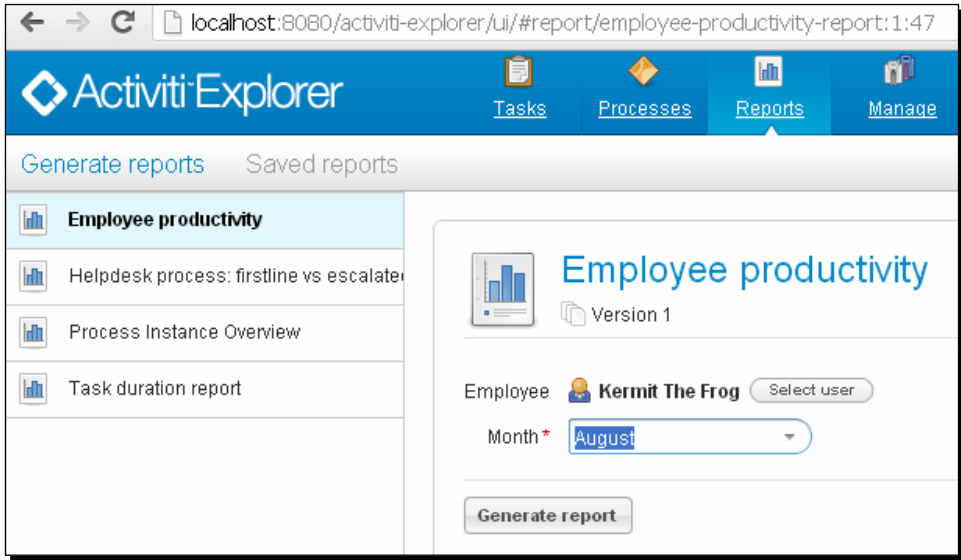 localhost:8080/activiti-explorer/ui/#report/employee-productivity-report:1:47
Activiti Explorer
Tasks Processes Reports Manage
Generate reports Saved reports
Employee productivity
Helpdesk process: firstline vs escalate
Process Instance Overview
Task duration report
Employee productivity
Version 1
Employee Kermit The Frog Select user
Month * August
Generate report